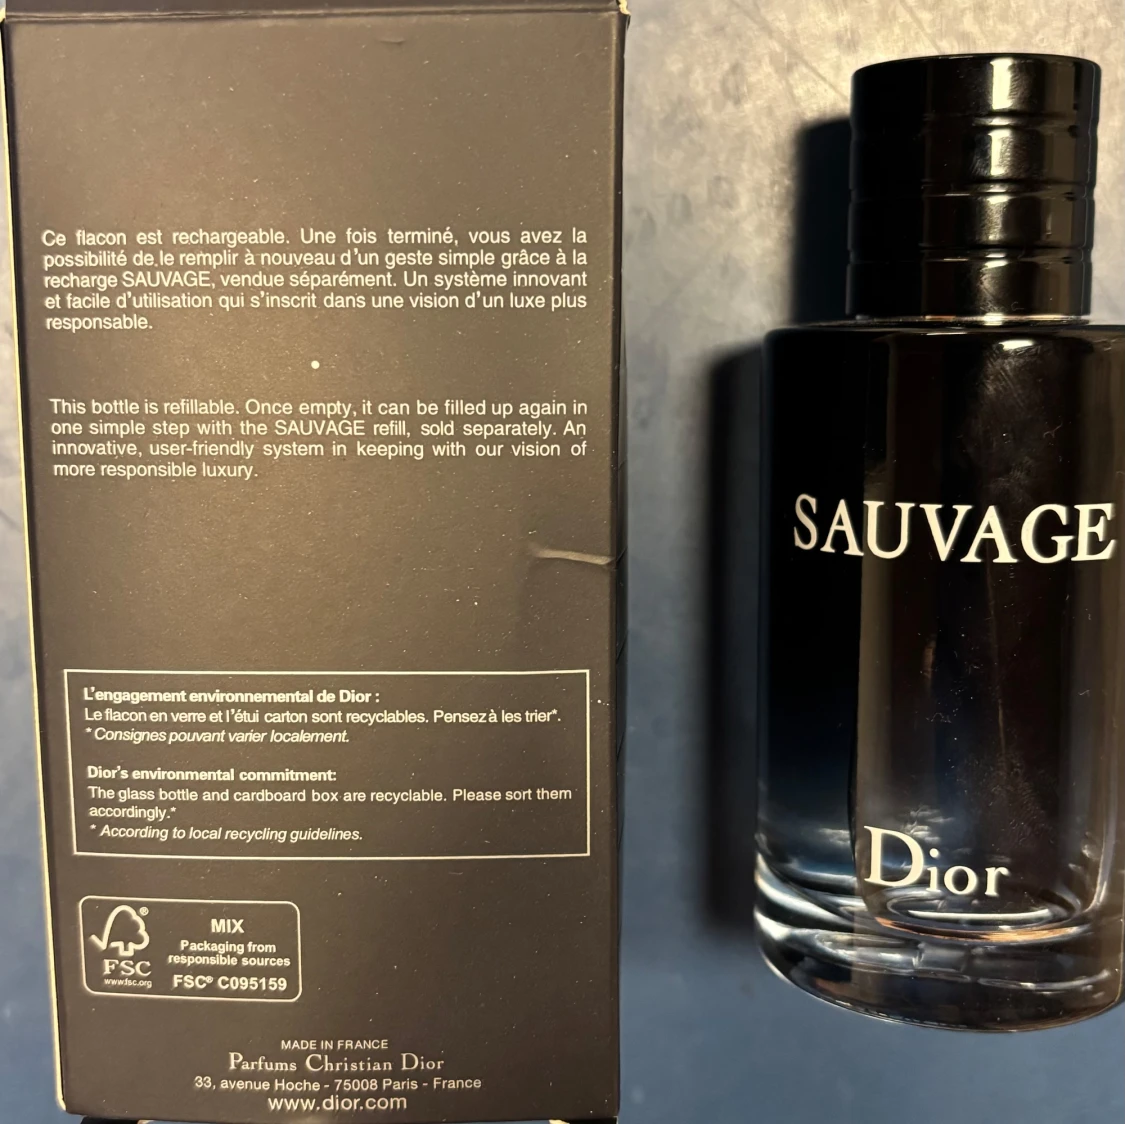 Ce flacon est rechargeable. Une fois terminé, vous avez la
possibilité de le remplir à nouveau d'un geste simple grâce à la
recharge SAUVAGE, vendue séparément. Un système innovant
et facile d'utilisation qui s'inscrit dans une vision d'un luxe plus
responsable.
This bottle is refillable. Once empty, it can be filled up again in
one simple step with the SAUVAGE refill, sold separately. An
innovative, user-friendly system in keeping with our vision of
more responsible luxury.
L'engagement environnemental de Dior :
Le flacon en verre et l'étui carton sont recyclables. Pensez à les trier*.
* Consignes pouvant varier localement.
Dior's environmental commitment:
The glass bottle and cardboard box are recyclable. Please sort them
accordingly.*
* According to local recycling guidelines.
®
FSC
www.fsc.org
MIX
Packaging from
responsible sources
FSC® C095159
MADE IN FRANCE
Parfums Christian Dior
33, avenue Hoche - 75008 Paris - France
www.dior.com
SAUVAGE
Dior